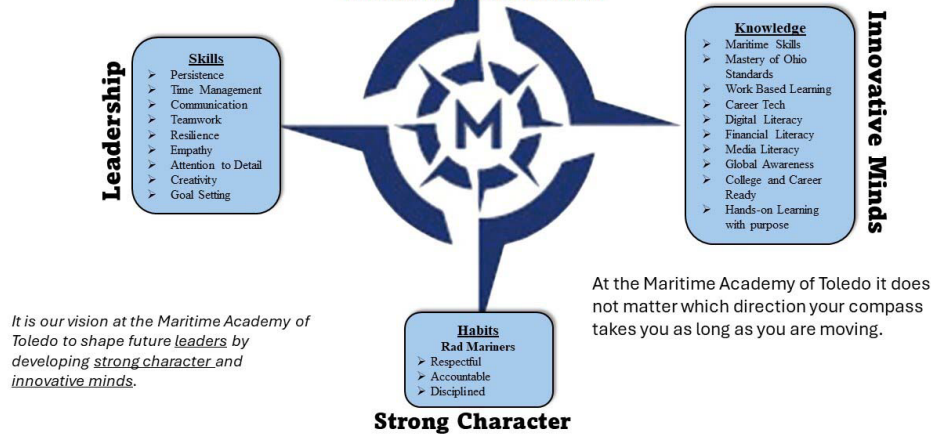 Leadership
Skills
➢ Persistence
➢ Time Management
➢ Communication
➢ Teamwork
➢ Resilience
➢ Empathy
➢ Attention to Detail
➢ Creativity
➢ Goal Setting
M
Knowledge
➢ Maritime Skills
➢ Mastery of Ohio
Standards
➢ Work Based Learning
➢ Career Tech
➢ Digital Literacy
➢ Financial Literacy
➢ Media Literacy
➢ Global Awareness
➢ College and Career
Ready
➢ Hands-on Learning
with purpose
Innovative Minds
It is our vision at the Maritime Academy of
Toledo to shape future leaders by
developing strong character and
innovative minds.
Habits
Rad Mariners
➢ Respectful
➢ Accountable
➢ Disciplined
Strong Character
At the Maritime Academy of Toledo it does
not matter which direction your compass
takes you as long as you are moving.